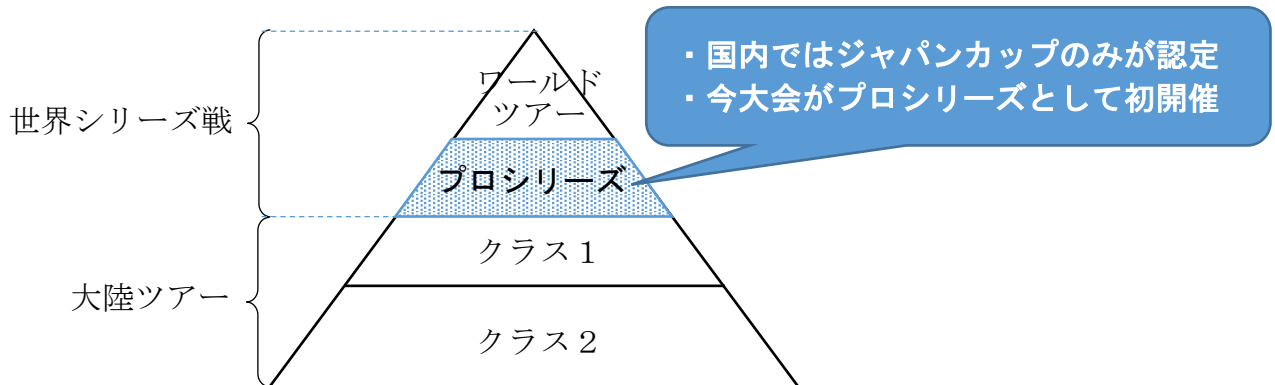 ・国内ではジャパンカップのみが認定
・今大会がプロシリーズとして初開催
世界シリーズ戦
ワールド
ツアー
プロシリーズ
クラス１
大陸ツアー
クラス２